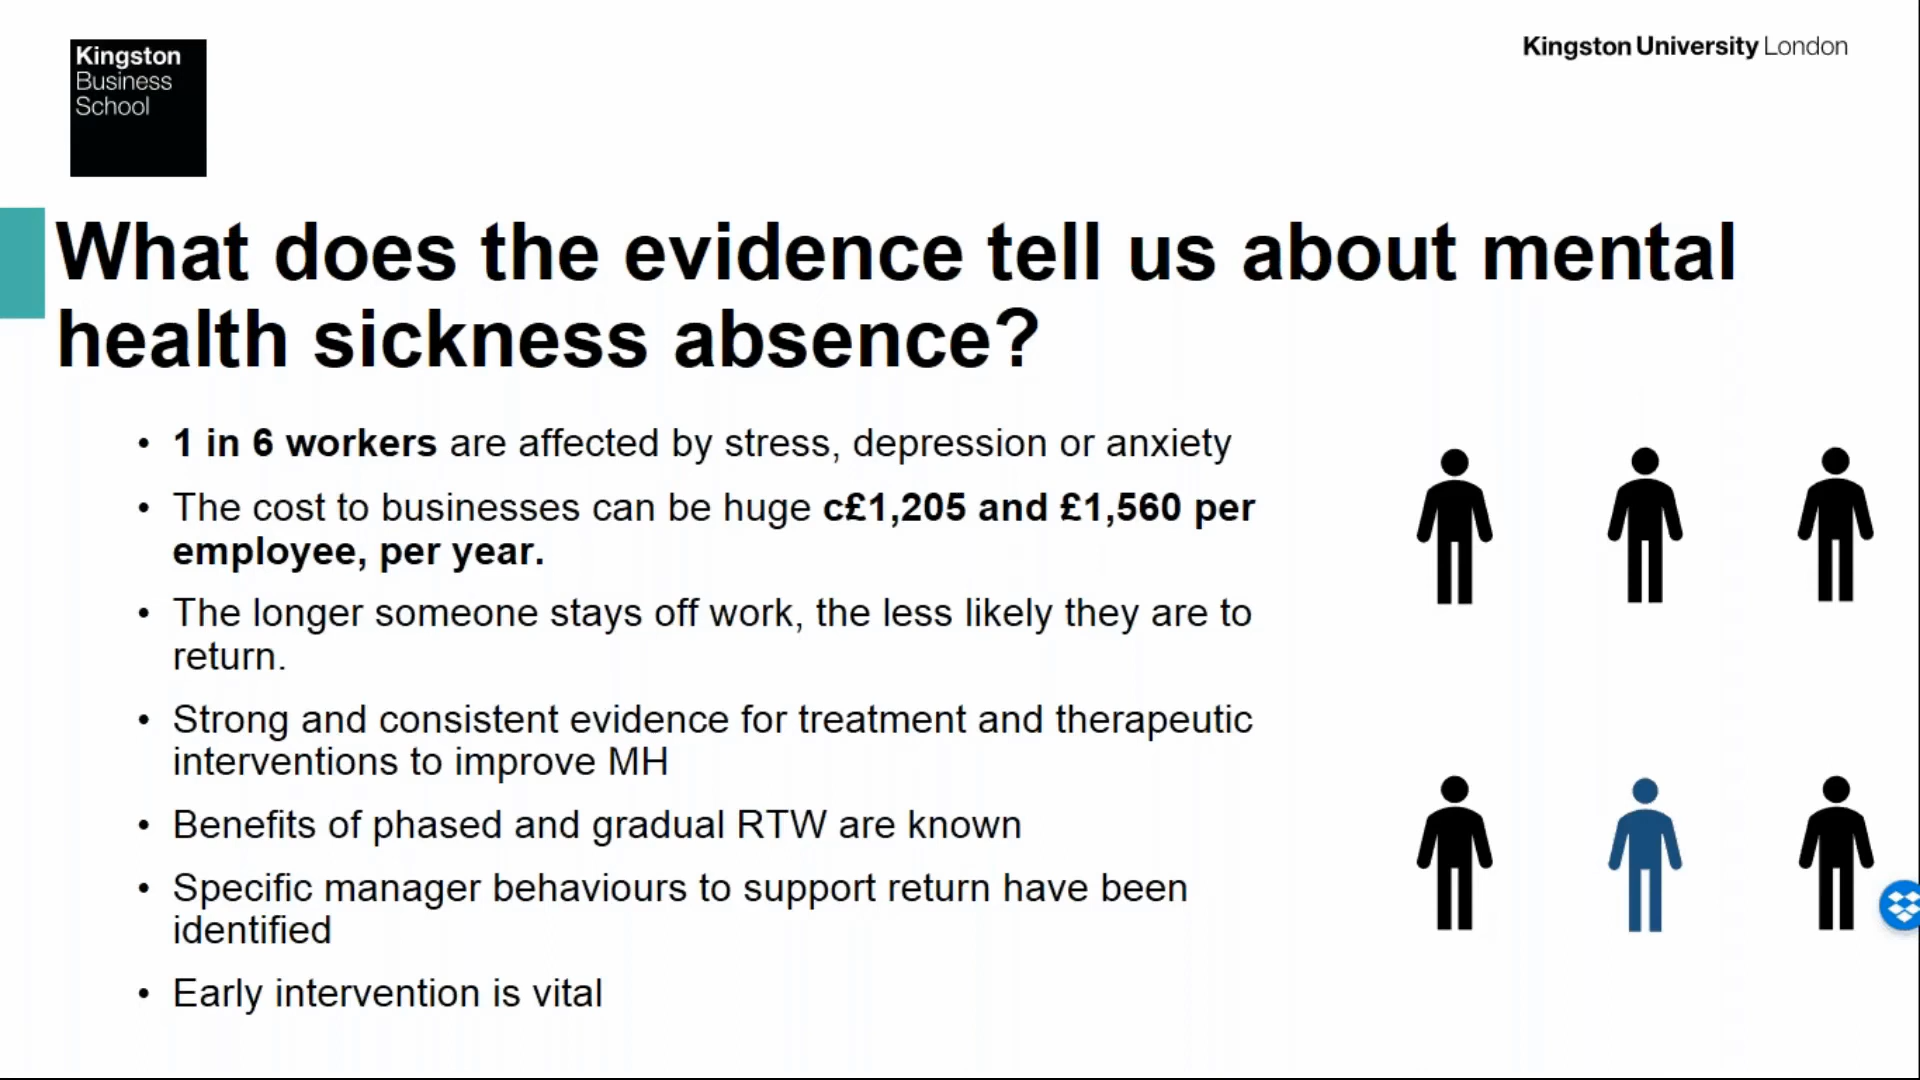 Kingston
Business
School
Kingston University London
What does the evidence tell us about mental
health sickness absence?
• 1 in 6 workers are affected by stress, depression or anxiety
• The cost to businesses can be huge c£1,205 and £1,560 per
employee, per year.
• The longer someone stays off work, the less likely they are to
return.
• Strong and consistent evidence for treatment and therapeutic
interventions to improve MH
• Benefits of phased and gradual RTW are known
• Specific manager behaviours to support return have been
identified
• Early intervention is vital